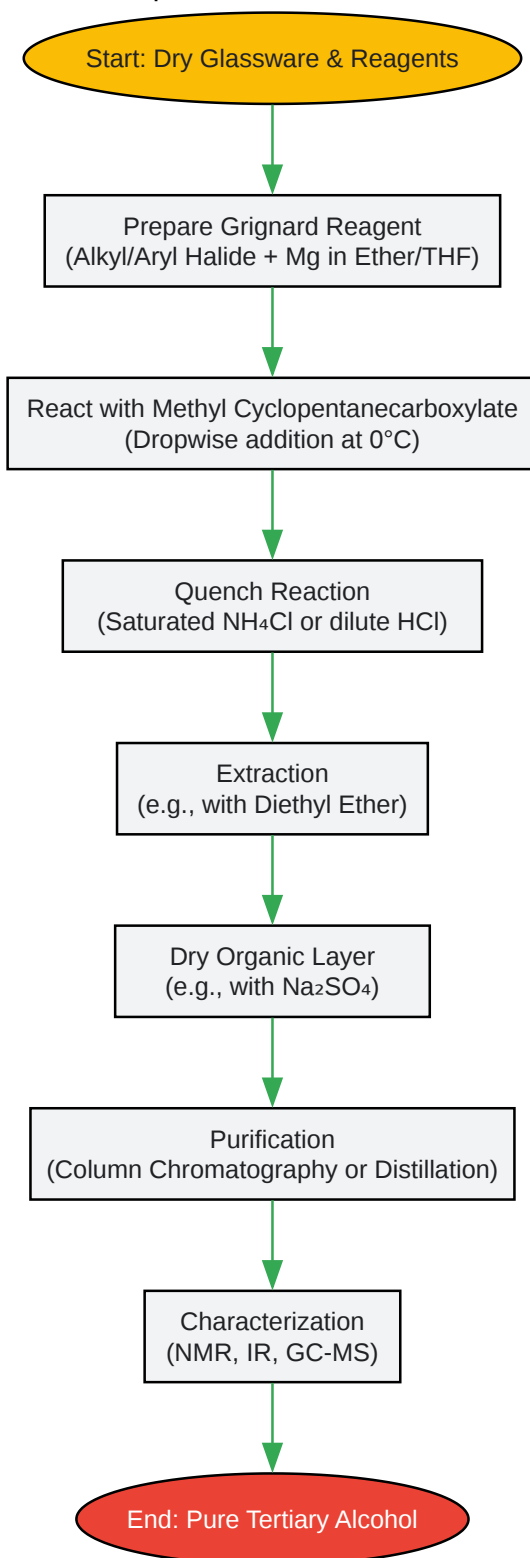 Start: Dry Glassware & Reagents
Prepare Grignard Reagent
(Alkyl/Aryl Halide + Mg in Ether/THF)
React with Methyl Cyclopentanecarboxylate
(Dropwise addition at 0°C)
Quench Reaction
(Saturated NH₄Cl or dilute HCl)
Extraction
(e.g., with Diethyl Ether)
Dry Organic Layer
(e.g., with Na₂SO₄)
Purification
(Column Chromatography or Distillation)
Characterization
(NMR, IR, GC-MS)
End: Pure Tertiary Alcohol